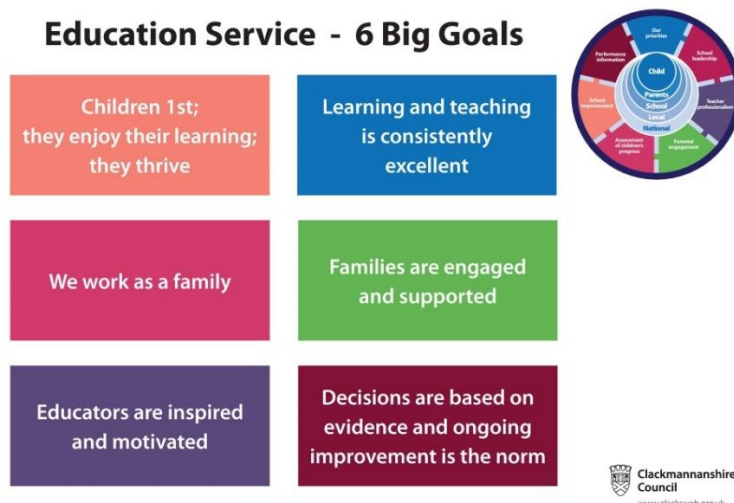 Education Service - 6 Big Goals
Children 1st;
they enjoy their learning;
they thrive
Learning and teaching
is consistently
excellent
We work as a family
Families are engaged
and supported
Educators are inspired
and motivated
Decisions are based on
evidence and ongoing
improvement is the norm
Our
priorities
School
leadership
Teacher
professionalism
Parental
engagement
Assessment
of children's
progress
School
improvement
Performance
information
Child
Parents
School
Local
National
Clackmannanshire
Council